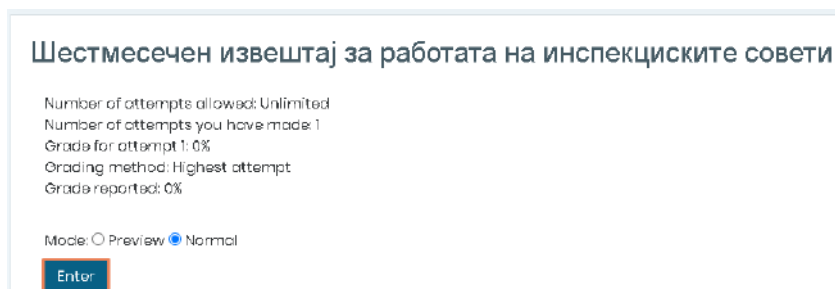 Шестмесечен извештај за работата на инспекциските совети
Number of attempts allowed: Unlimited
Number of attempts you have made: 1
Grade for attempt 1: 0%
Grading method: Highest attempt
Grade reported: 0%
Mode: Preview Normal
Enter